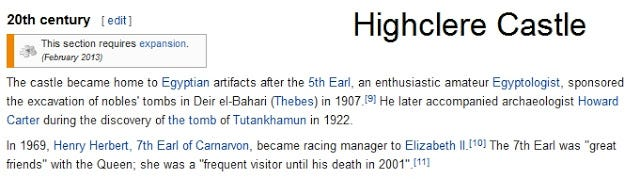 20th century [ edit ]
Highclere Castle
This section requires expansion.
(February 2013)
The castle became home to Egyptian artifacts after the 5th Earl, an enthusiastic amateur Egyptologist, sponsored
the excavation of nobles' tombs in Deir el-Bahari (Thebes) in 1907.[9] He later accompanied archaeologist Howard
Carter during the discovery of the tomb of Tutankhamun in 1922.
In 1969, Henry Herbert, 7th Earl of Carnarvon, became racing manager to Elizabeth II.[10] The 7th Earl was "great
friends" with the Queen; she was a "frequent visitor until his death in 2001".[11]